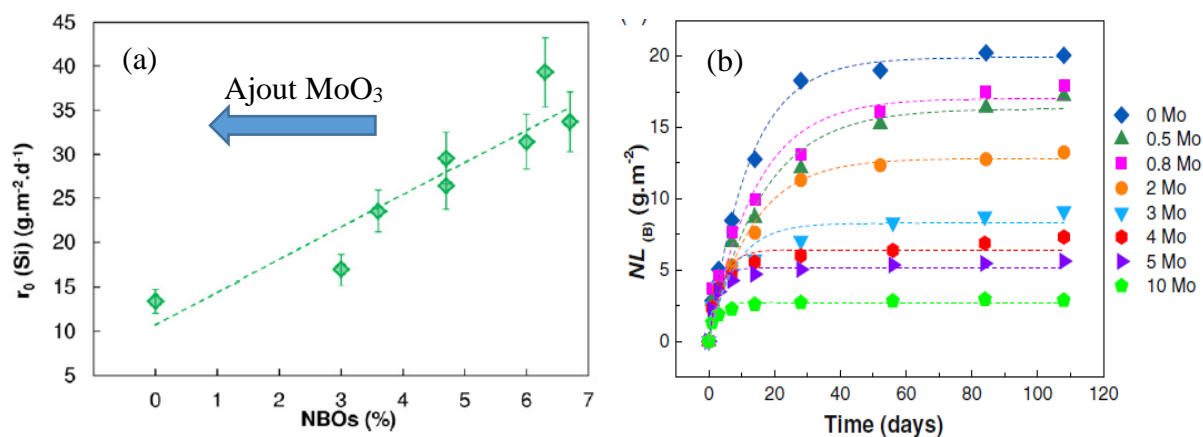 (a)
Ajout MoO₃
r₀ (Si) (g.m⁻².d⁻¹)
45
40
35
30
25
20
15
10
5
0 1 2 3 4 5 6 7
NBOs (%)
(b)
NL (B) (g.m⁻²)
20
15
10
5
0
0 20 40 60 80 100 120
Time (days)
0 Mo
0.5 Mo
0.8 Mo
2 Mo
3 Mo
4 Mo
5 Mo
10 Mo